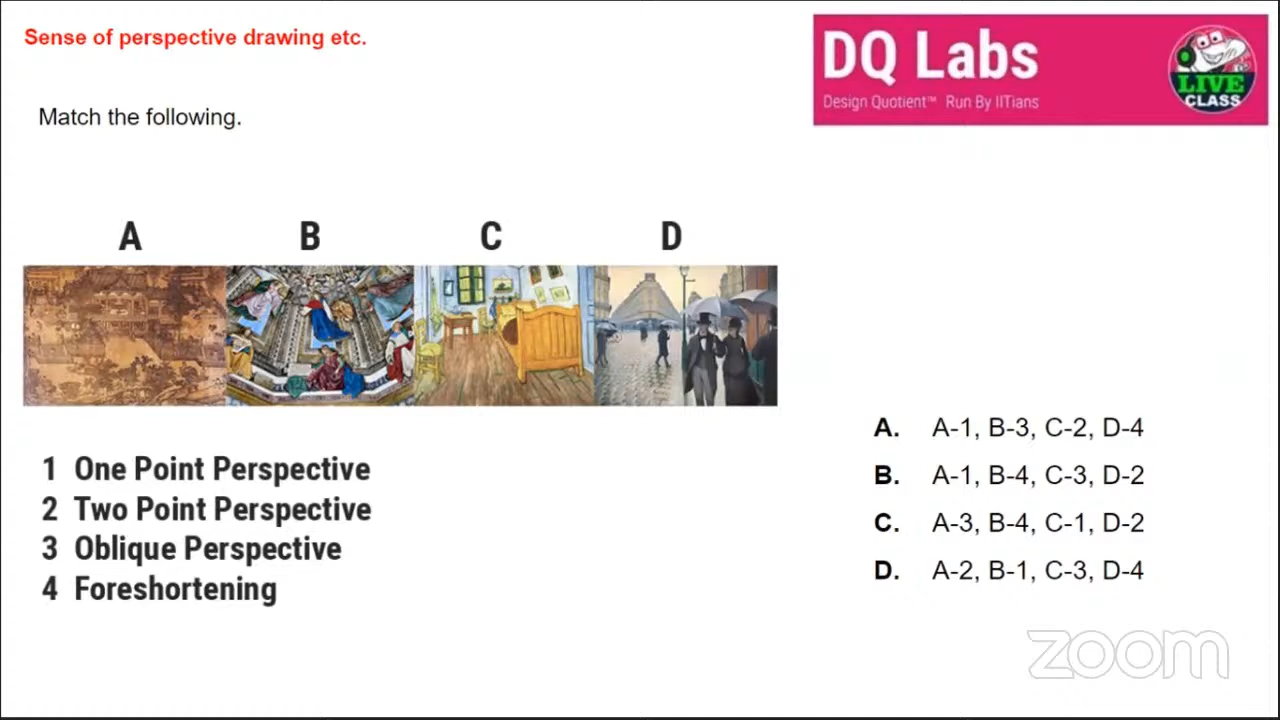 Sense of perspective drawing etc.
DQ Labs
Design Quotient™ Run By IITians
LIVE
CLASS
Match the following.
A B C D
1 One Point Perspective
2 Two Point Perspective
3 Oblique Perspective
4 Foreshortening
A. A-1, B-3, C-2, D-4
B. A-1, B-4, C-3, D-2
C. A-3, B-4, C-1, D-2
D. A-2, B-1, C-3, D-4
zoom